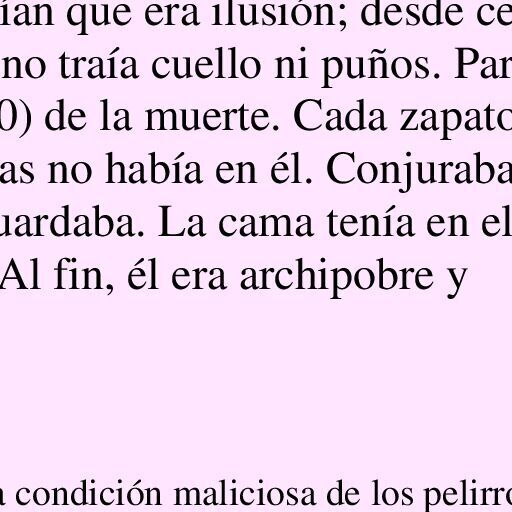 ían que era ilusión; desde ce
no traía cuello ni puños. Par
0) de la muerte. Cada zapato
as no había en él. Conjuraba
uardaba. La cama tenía en el
Al fin, él era archipobre y
a condición maliciosa de los pelirro